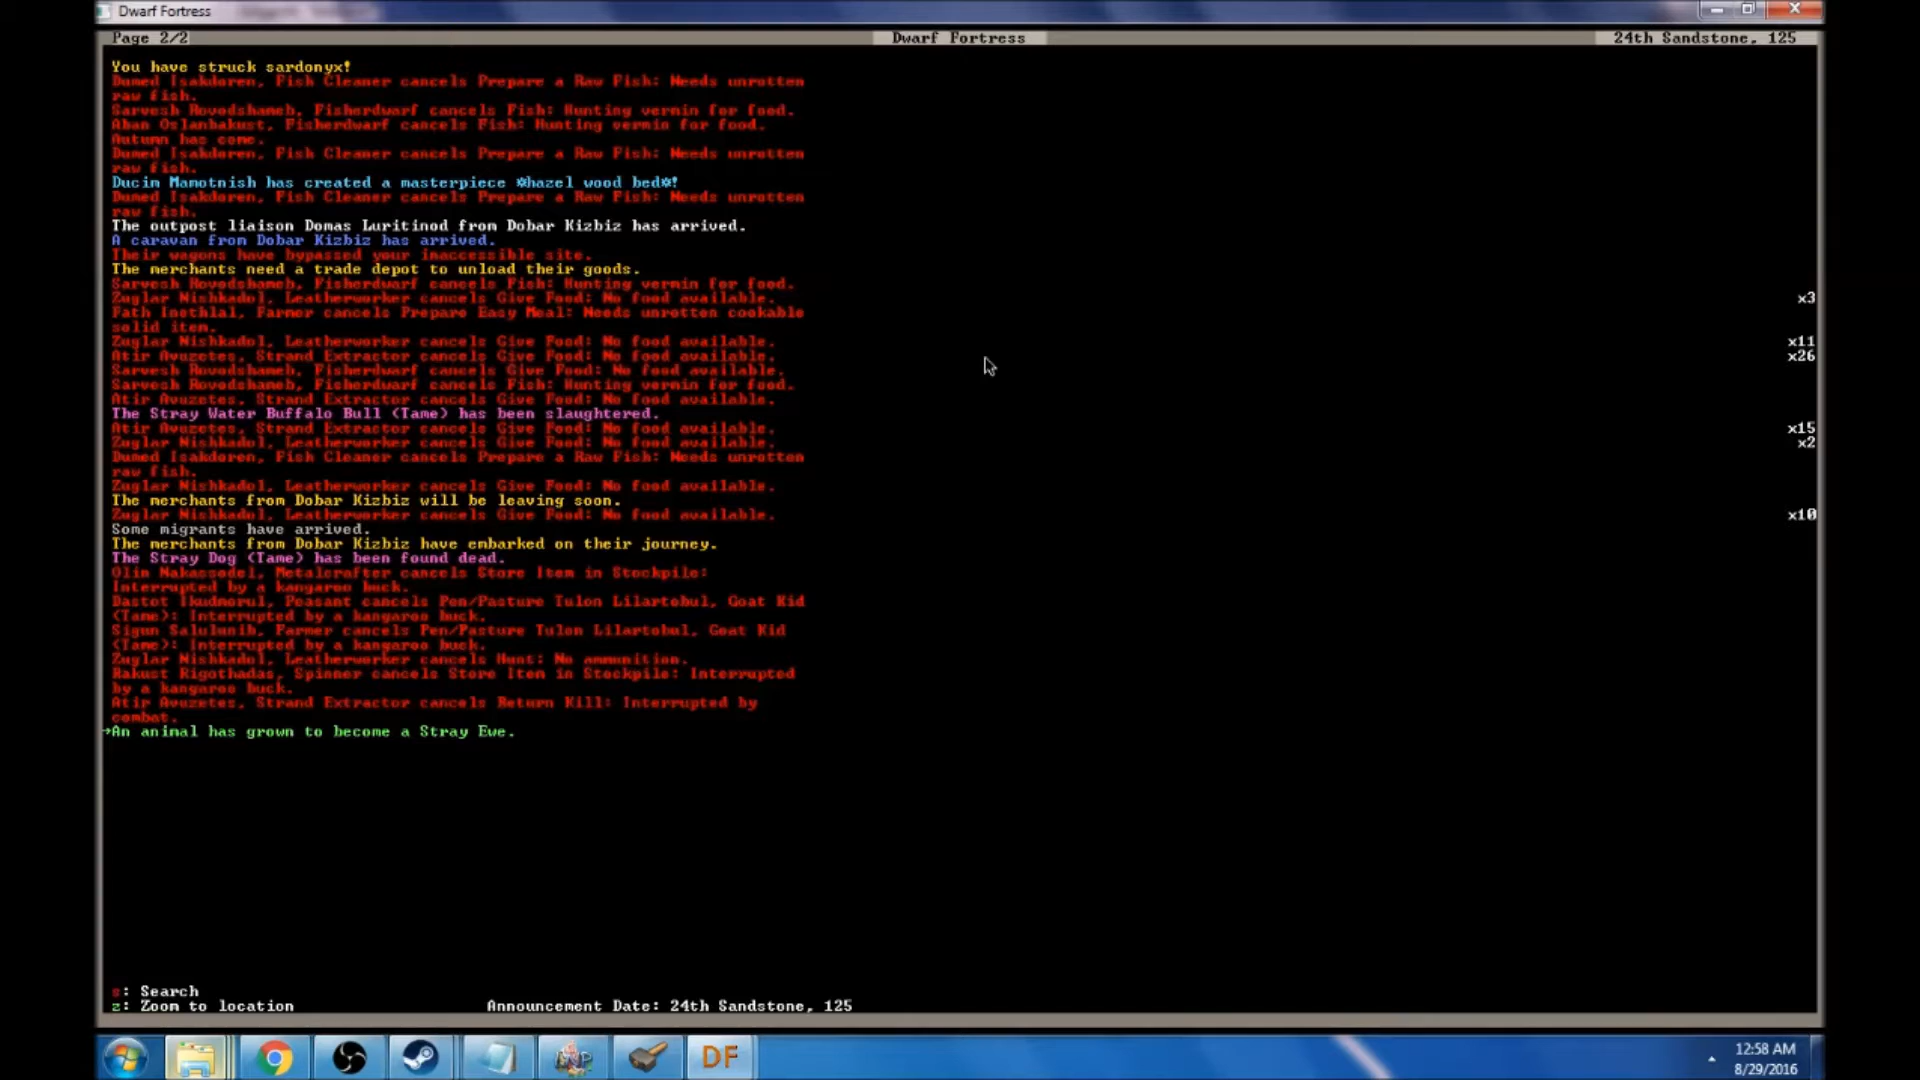 Dwarf Fortress
Page 2/2 Dwarf Fortress 24th Sandstone, 125
You have struck sardonyx!
Dumed Isakdoren, Fish Cleaner cancels Prepare a Raw Fish: Needs unrotten
raw fish.
Sarvesh Rovodshameb, Fisherdwarf cancels Fish: Hunting vermin for food.
Aban Oslanbakust, Fisherdwarf cancels Fish: Hunting vermin for food.
Autumn has come.
Dumed Isakdoren, Fish Cleaner cancels Prepare a Raw Fish: Needs unrotten
raw fish.
Ducim Mamotnish has created a masterpiece ☼hazel wood bed☼!
Dumed Isakdoren, Fish Cleaner cancels Prepare a Raw Fish: Needs unrotten
raw fish.
The outpost liaison Domas Luritinod from Dobar Kizbiz has arrived.
A caravan from Dobar Kizbiz has arrived.
Their wagons have bypassed your inaccessible site.
The merchants need a trade depot to unload their goods.
Sarvesh Rovodshameb, Fisherdwarf cancels Fish: Hunting vermin for food.
Zuglar Nishkadol, Leatherworker cancels Give Food: No food available. x3
Fath Inethlal, Farmer cancels Prepare Easy Meal: Needs unrotten cookable
solid item.
Zuglar Nishkadol, Leatherworker cancels Give Food: No food available. x11
Atir Avuzetes, Strand Extractor cancels Give Food: No food available. x26
Sarvesh Rovodshameb, Fisherdwarf cancels Give Food: No food available.
Sarvesh Rovodshameb, Fisherdwarf cancels Fish: Hunting vermin for food.
Atir Avuzetes, Strand Extractor cancels Give Food: No food available.
The Stray Water Buffalo Bull (Tame) has been slaughtered.
Atir Avuzetes, Strand Extractor cancels Give Food: No food available. x15
Zuglar Nishkadol, Leatherworker cancels Give Food: No food available. x2
Dumed Isakdoren, Fish Cleaner cancels Prepare a Raw Fish: Needs unrotten
raw fish.
Zuglar Nishkadol, Leatherworker cancels Give Food: No food available.
The merchants from Dobar Kizbiz will be leaving soon.
Zuglar Nishkadol, Leatherworker cancels Give Food: No food available. x10
Some migrants have arrived.
The merchants from Dobar Kizbiz have embarked on their journey.
The Stray Dog (Tame) has been found dead.
Olin Nakassodel, Metalcrafter cancels Store Item in Stockpile:
Interrupted by a kangaroo buck.
Dastot Ikudmorul, Peasant cancels Pen/Pasture Tulon Lilartobul, Goat Kid
(Tame): Interrupted by a kangaroo buck.
Sigun Salulunib, Farmer cancels Pen/Pasture Tulon Lilartobul, Goat Kid
(Tame): Interrupted by a kangaroo buck.
Zuglar Nishkadol, Leatherworker cancels Hunt: No ammunition.
Rakust Rigothadas, Spinner cancels Store Item in Stockpile: Interrupted
by a kangaroo buck.
Atir Avuzetes, Strand Extractor cancels Return Kill: Interrupted by
combat.
An animal has grown to become a Stray Ewe.
s: Search
z: Zoom to location Announcement Date: 24th Sandstone, 125
DF
12:58 AM
8/29/2016